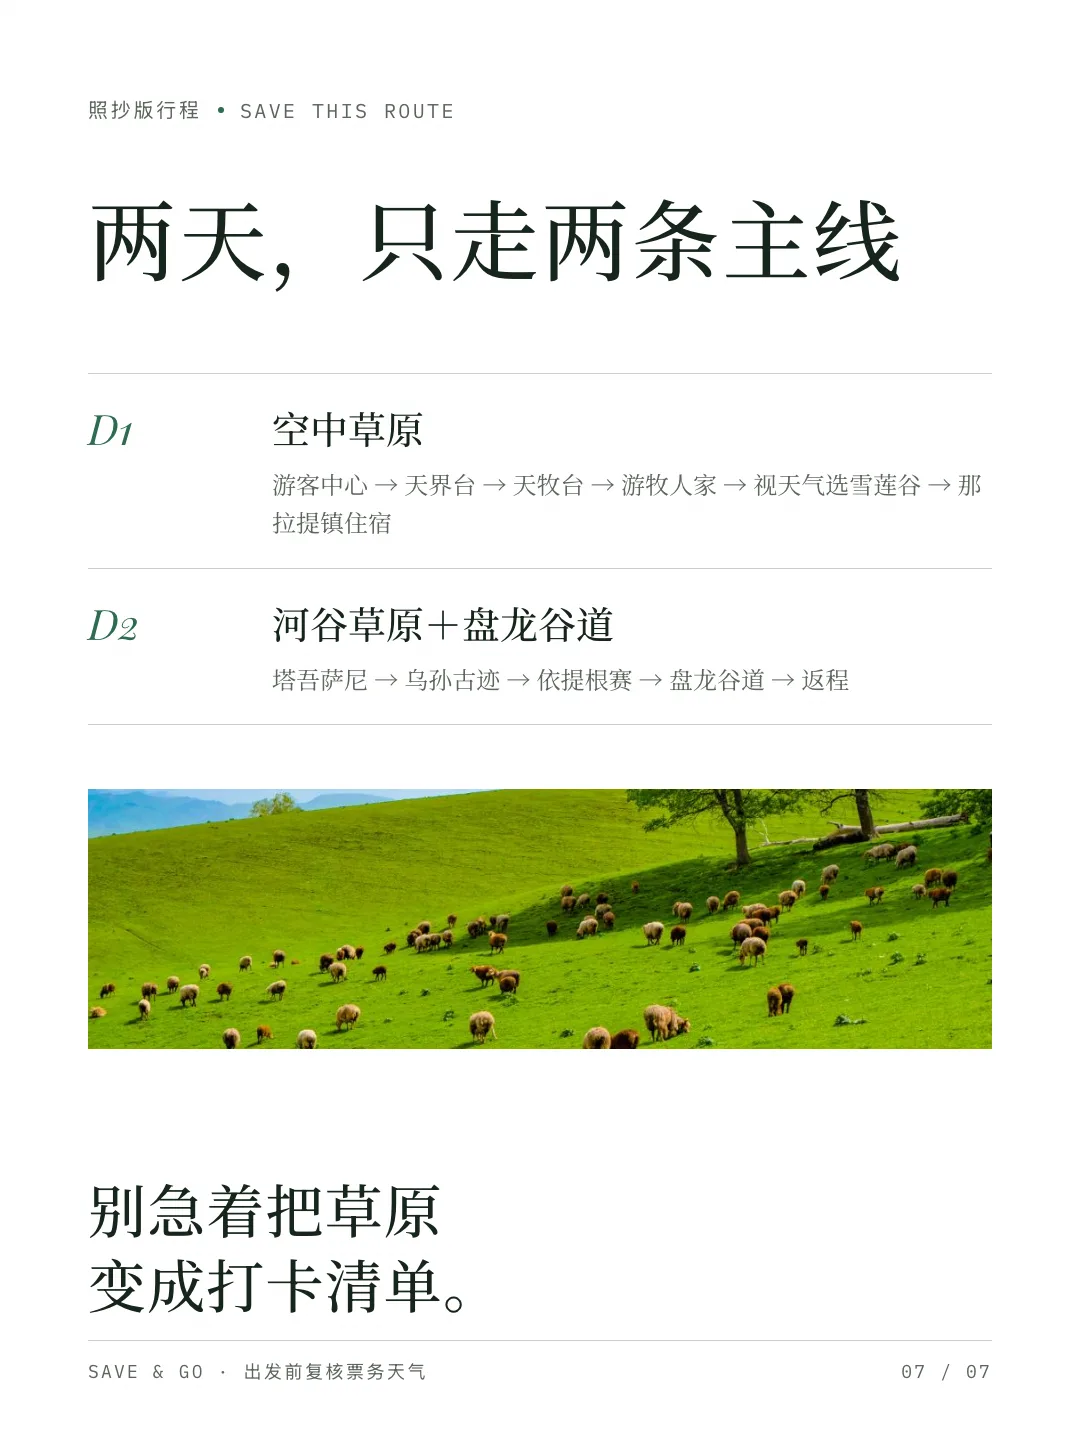 照抄版行程 • SAVE THIS ROUTE
两天，只走两条主线
D1
空中草原
游客中心 → 天界台 → 天牧台 → 游牧人家 → 视天气选雪莲谷 → 那
拉提镇住宿
D2
河谷草原＋盘龙谷道
塔吾萨尼 → 乌孙古迹 → 依提根赛 → 盘龙谷道 → 返程
别急着把草原
变成打卡清单。
SAVE & GO · 出发前复核票务天气
07 / 07